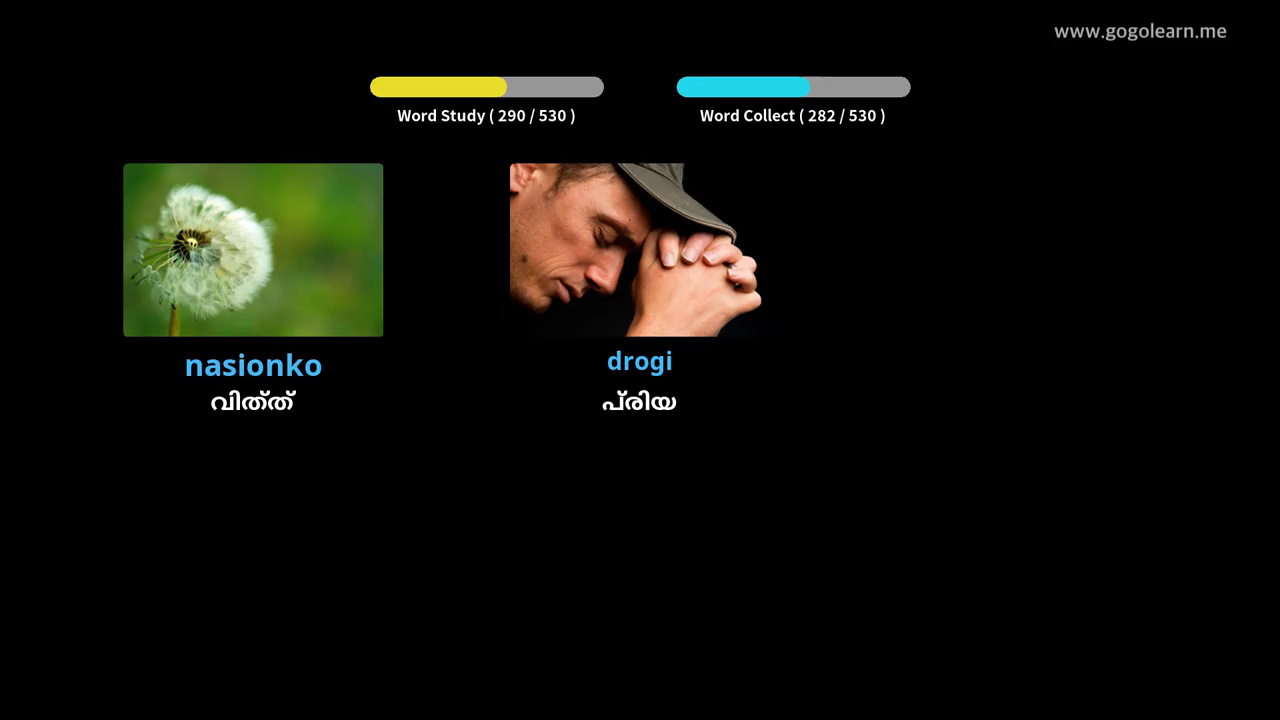 www.gogolearn.me
Word Study ( 290 / 530 )
Word Collect ( 282 / 530 )
nasionko
വിത്ത്
drogi
പ്രിയ